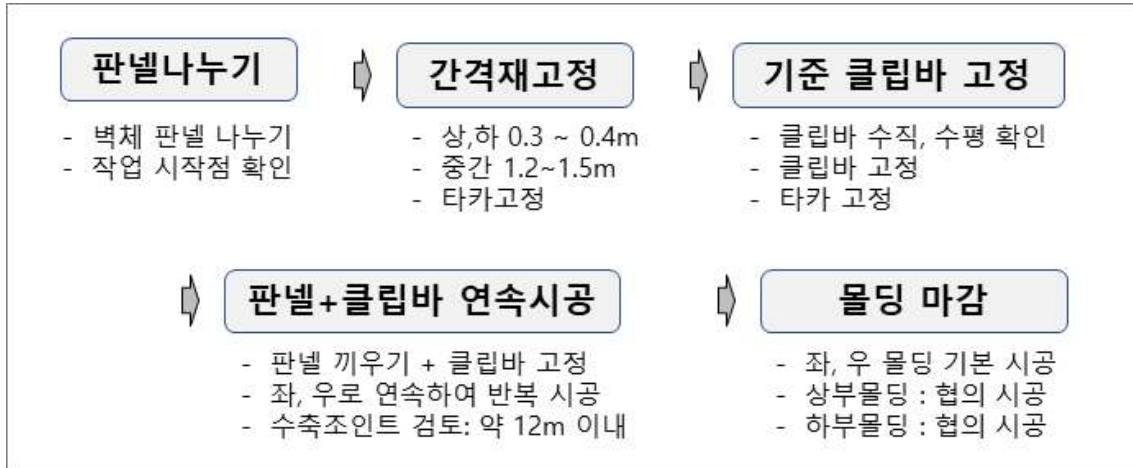 판넬나누기
- 벽체 판넬 나누기
- 작업 시작점 확인
간격재고정
- 상,하 0.3 ~ 0.4m
- 중간 1.2~1.5m
- 타카고정
기준 클립바 고정
- 클립바 수직, 수평 확인
- 클립바 고정
- 타카 고정
판넬+클립바 연속시공
- 판넬 끼우기 + 클립바 고정
- 좌, 우로 연속하여 반복 시공
- 수축조인트 검토: 약 12m 이내
몰딩 마감
- 좌, 우 몰딩 기본 시공
- 상부몰딩 : 협의 시공
- 하부몰딩 : 협의 시공